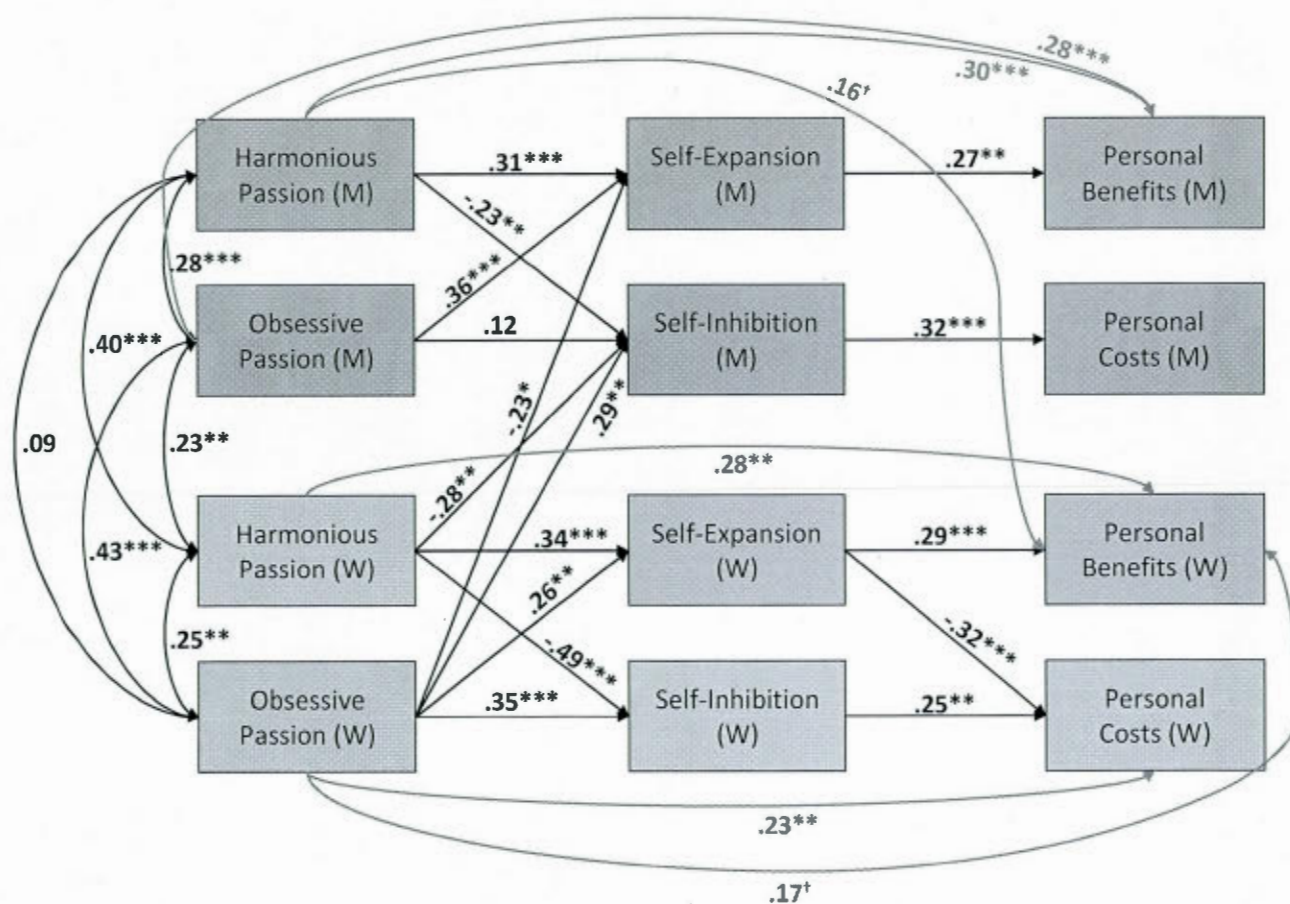 .28***
.30***
.16†
Harmonious
Passion (M)
.31***
Self-Expansion
(M)
.27**
Personal
Benefits (M)
-.23**
.28***
.36***
Obsessive
Passion (M)
.12
Self-Inhibition
(M)
.32***
Personal
Costs (M)
.40***
-.23*
.29**
.09
.23**
.28**
-.28**
Harmonious
Passion (W)
.34***
Self-Expansion
(W)
.29***
Personal
Benefits (W)
.43***
.26**
.25**
-.49***
-.32***
Obsessive
Passion (W)
.35***
Self-Inhibition
(W)
.25**
Personal
Costs (W)
.23**
.17†